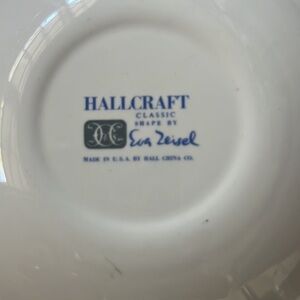 HALLCRAFT
CLASSIC
SHAPE BY
Eva Zeisel
MADE IN U.S.A. BY HALL CHINA CO.